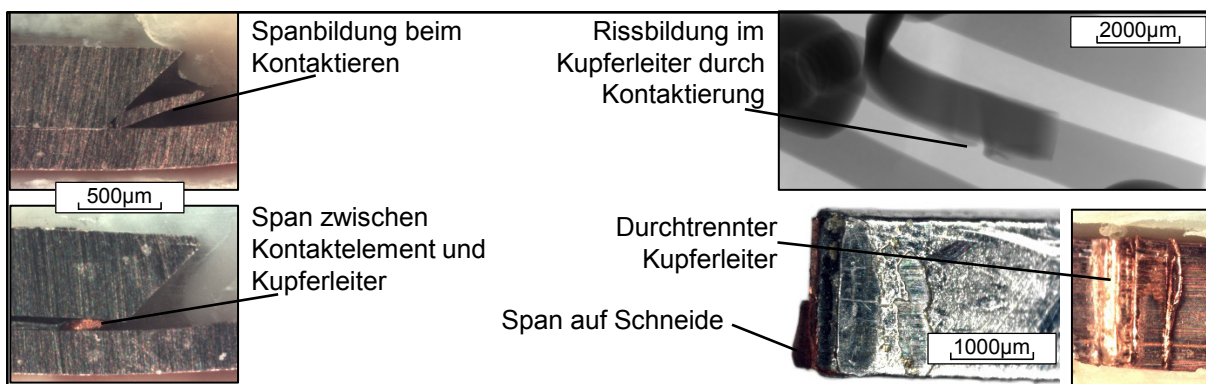 Spanbildung beim
Kontaktieren
500µm
Span zwischen
Kontaktelement und
Kupferleiter
Rissbildung im
Kupferleiter durch
Kontaktierung
2000µm
Durchtrennter
Kupferleiter
Span auf Schneide
1000µm